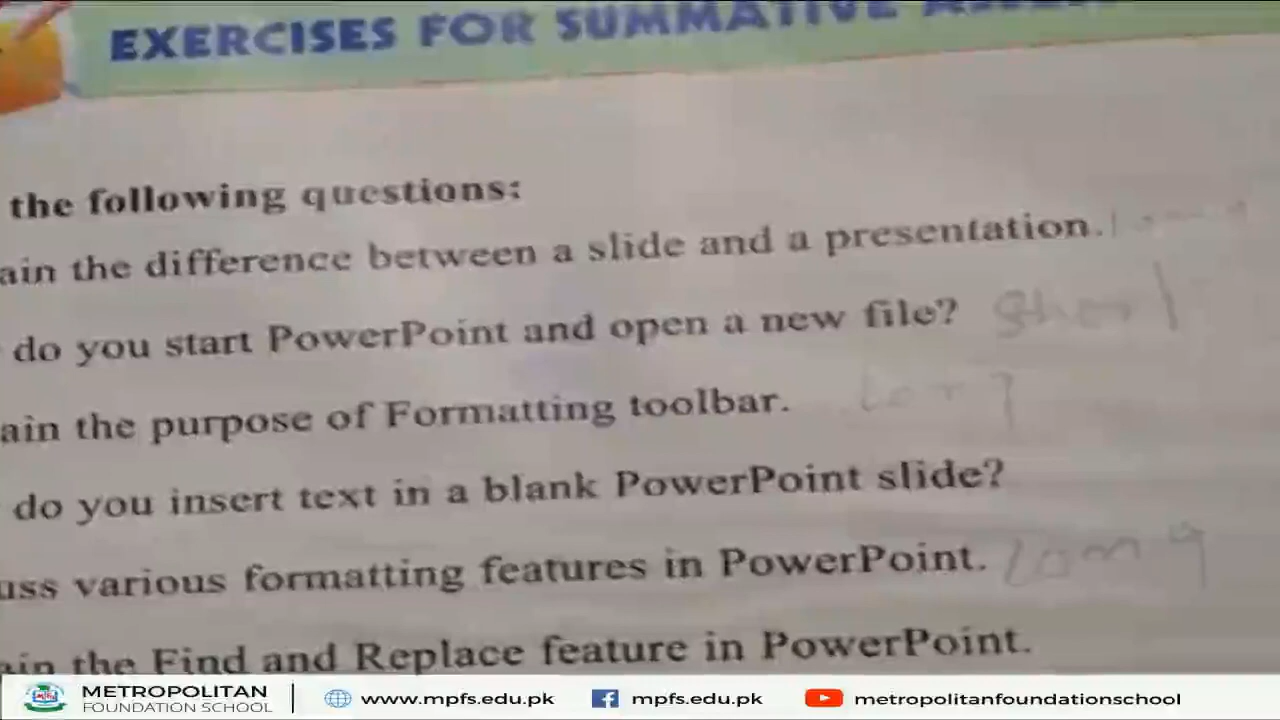 EXERCISES FOR SUMMATIVE
the following questions:
ain the difference between a slide and a presentation.
do you start PowerPoint and open a new file? Short
ain the purpose of Formatting toolbar.
do you insert text in a blank PowerPoint slide?
uss various formatting features in PowerPoint. long
ain the Find and Replace feature in PowerPoint.
METROPOLITAN
FOUNDATION SCHOOL
www.mpfs.edu.pk
mpfs.edu.pk
metropolitanfoundationschool